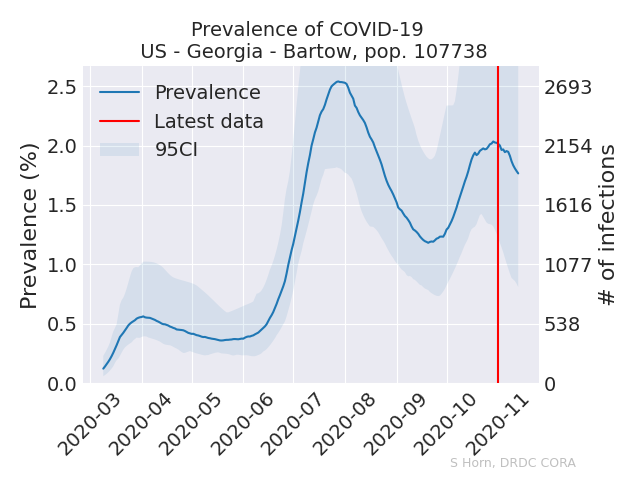 Prevalence of COVID-19
US - Georgia - Bartow, pop. 107738
Prevalence
Latest data
95CI
Prevalence (%)
2.5
2.0
1.5
1.0
0.5
0.0
2693
2154
1616
1077
538
0
# of infections
2020-03
2020-04
2020-05
2020-06
2020-07
2020-08
2020-09
2020-10
2020-11
S Horn, DRDC CORA